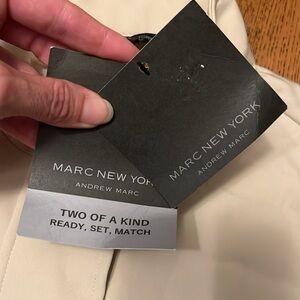 MARC NEW YORK
ANDREW MARC
TWO OF A KIND
READY, SET, MATCH
MARC NEW YORK
ANDREW MARC